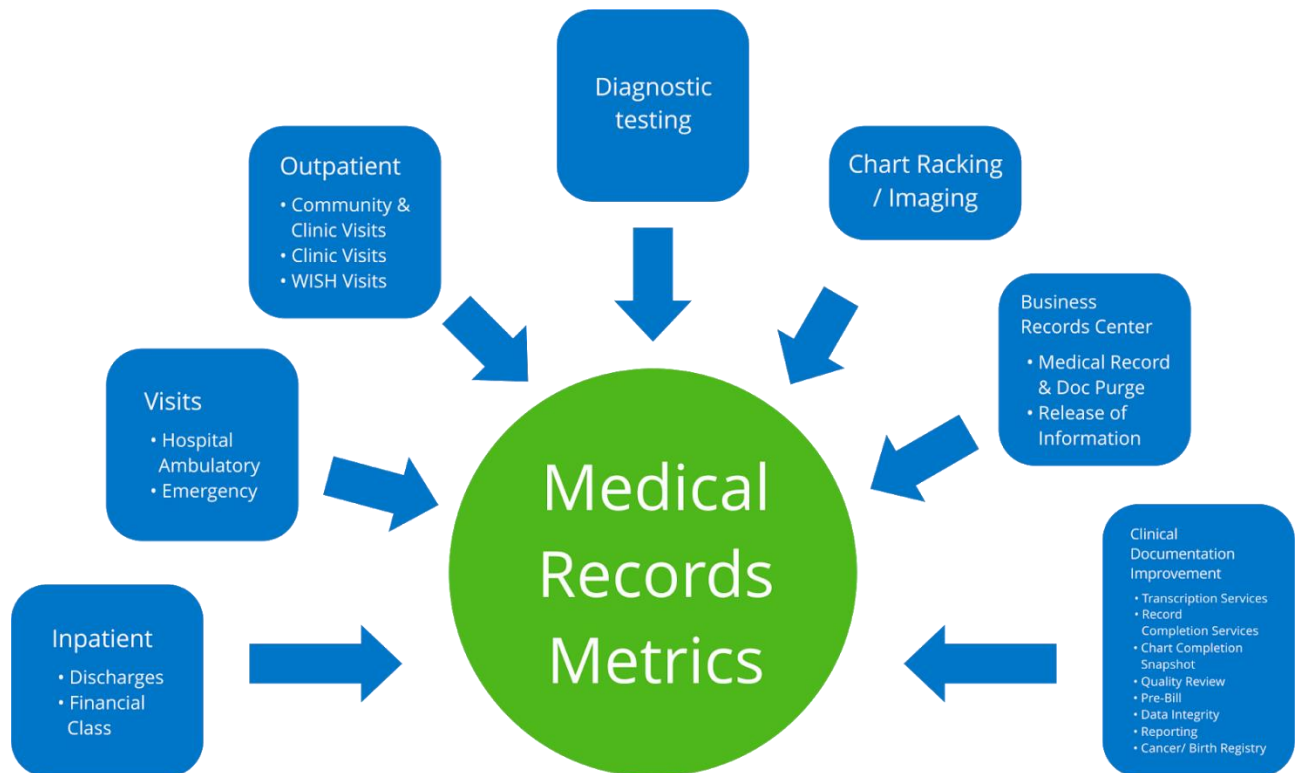 Diagnostic
testing
Outpatient
• Community &
Clinic Visits
• Clinic Visits
• WISH Visits
Chart Racking
/ Imaging
Business
Records Center
• Medical Record
& Doc Purge
• Release of
Information
Visits
• Hospital
Ambulatory
• Emergency
Medical
Records
Metrics
Clinical
Documentation
Improvement
• Transcription Services
• Record
Completion Services
• Chart Completion
Snapshot
• Quality Review
• Pre-Bill
• Data Integrity
• Reporting
• Cancer/ Birth Registry
Inpatient
• Discharges
• Financial
Class